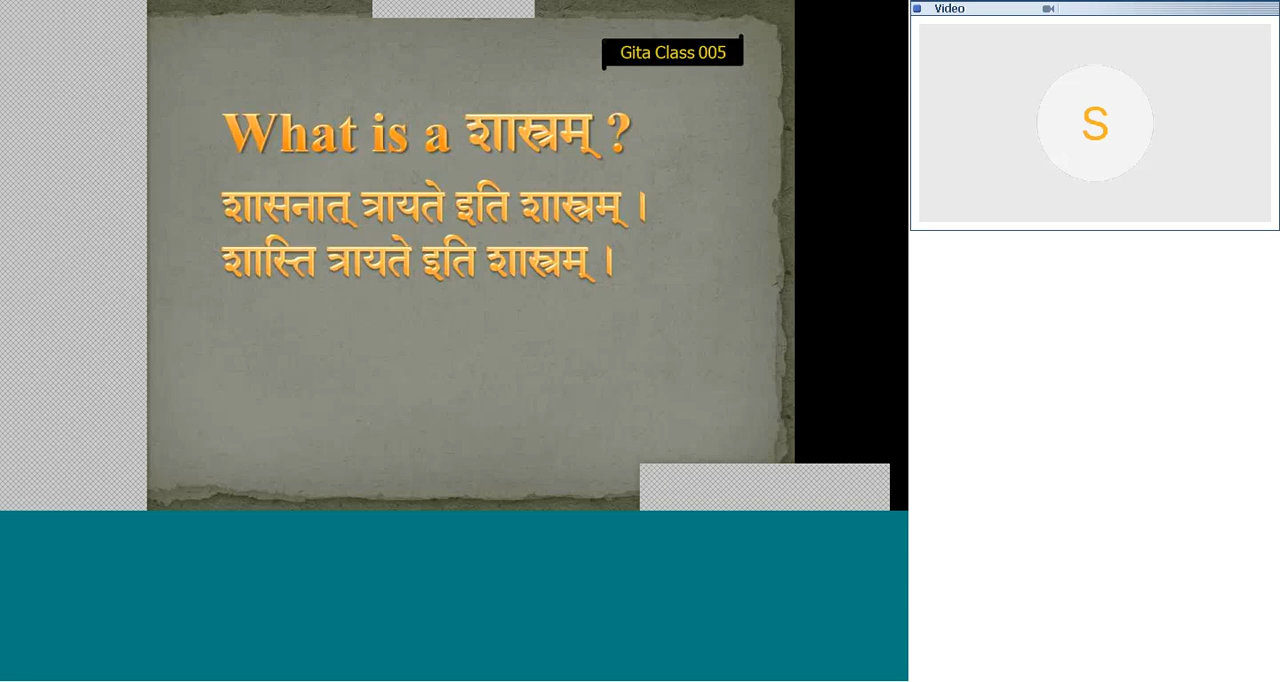 Gita Class 005
What is a शास्त्रम् ?
शासनात् त्रायते इति शास्त्रम् ।
शास्ति त्रायते इति शास्त्रम् ।
Video
S